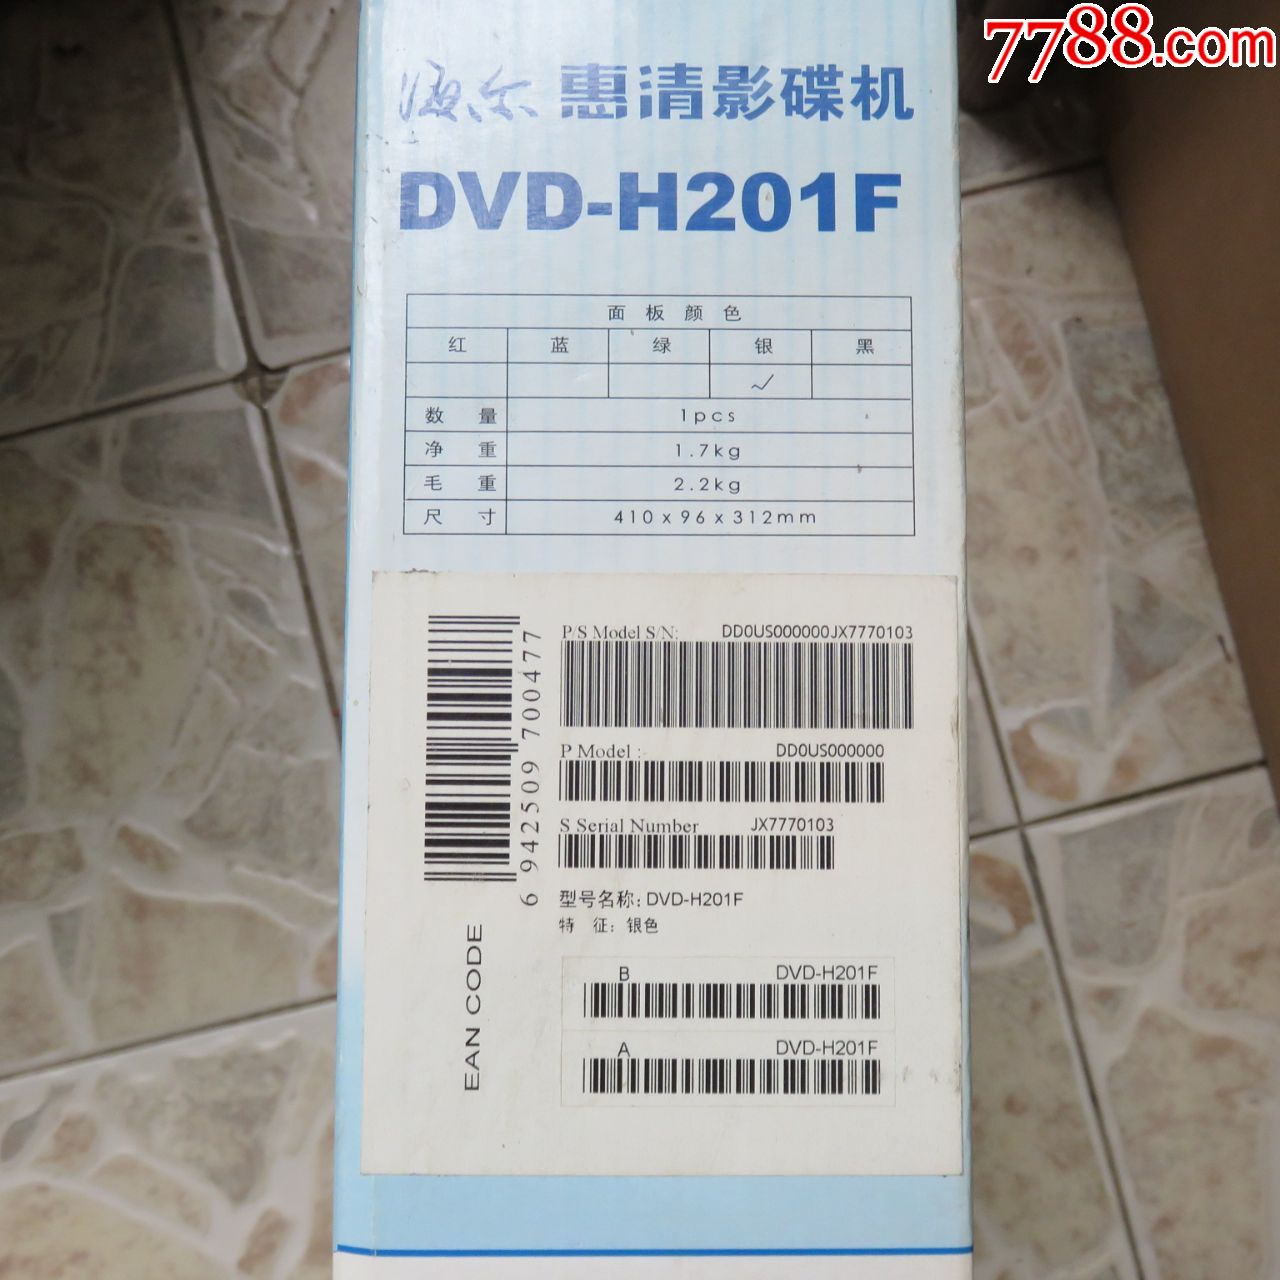 7788.com
海尔 惠清影碟机
DVD-H201F
面板颜色
红 蓝 绿 银 黑
✓
数量 1pcs
净重 1.7kg
毛重 2.2kg
尺寸 410 x 96 x 312mm
P/S Model S/N: DD0US000000JX7770103
P Model : DD0US000000
S Serial Number JX7770103
型号名称: DVD-H201F
特 征: 银色
B DVD-H201F
A DVD-H201F
6 942509 700477
EAN CODE